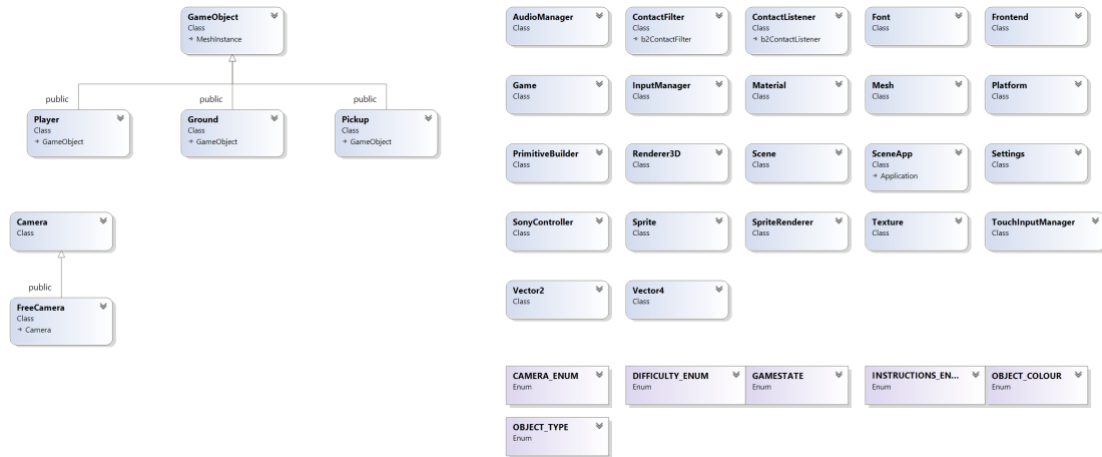 GameObject
Class
→ MeshInstance
public
public
public
Player
Class
→ GameObject
Ground
Class
→ GameObject
Pickup
Class
→ GameObject
Camera
Class
public
FreeCamera
Class
→ Camera
AudioManager
Class
ContactFilter
Class
→ b2ContactFilter
ContactListener
Class
→ b2ContactListener
Font
Class
Frontend
Class
Game
Class
InputManager
Class
Material
Class
Mesh
Class
Platform
Class
PrimitiveBuilder
Class
Renderer3D
Class
Scene
Class
SceneApp
Class
→ Application
Settings
Class
SonyController
Class
Sprite
Class
SpriteRenderer
Class
Texture
Class
TouchInputManager
Class
Vector2
Class
Vector4
Class
CAMERA_ENUM
Enum
DIFFICULTY_ENUM
Enum
GAMESTATE
Enum
INSTRUCTIONS_EN...
Enum
OBJECT_COLOUR
Enum
OBJECT_TYPE
Enum